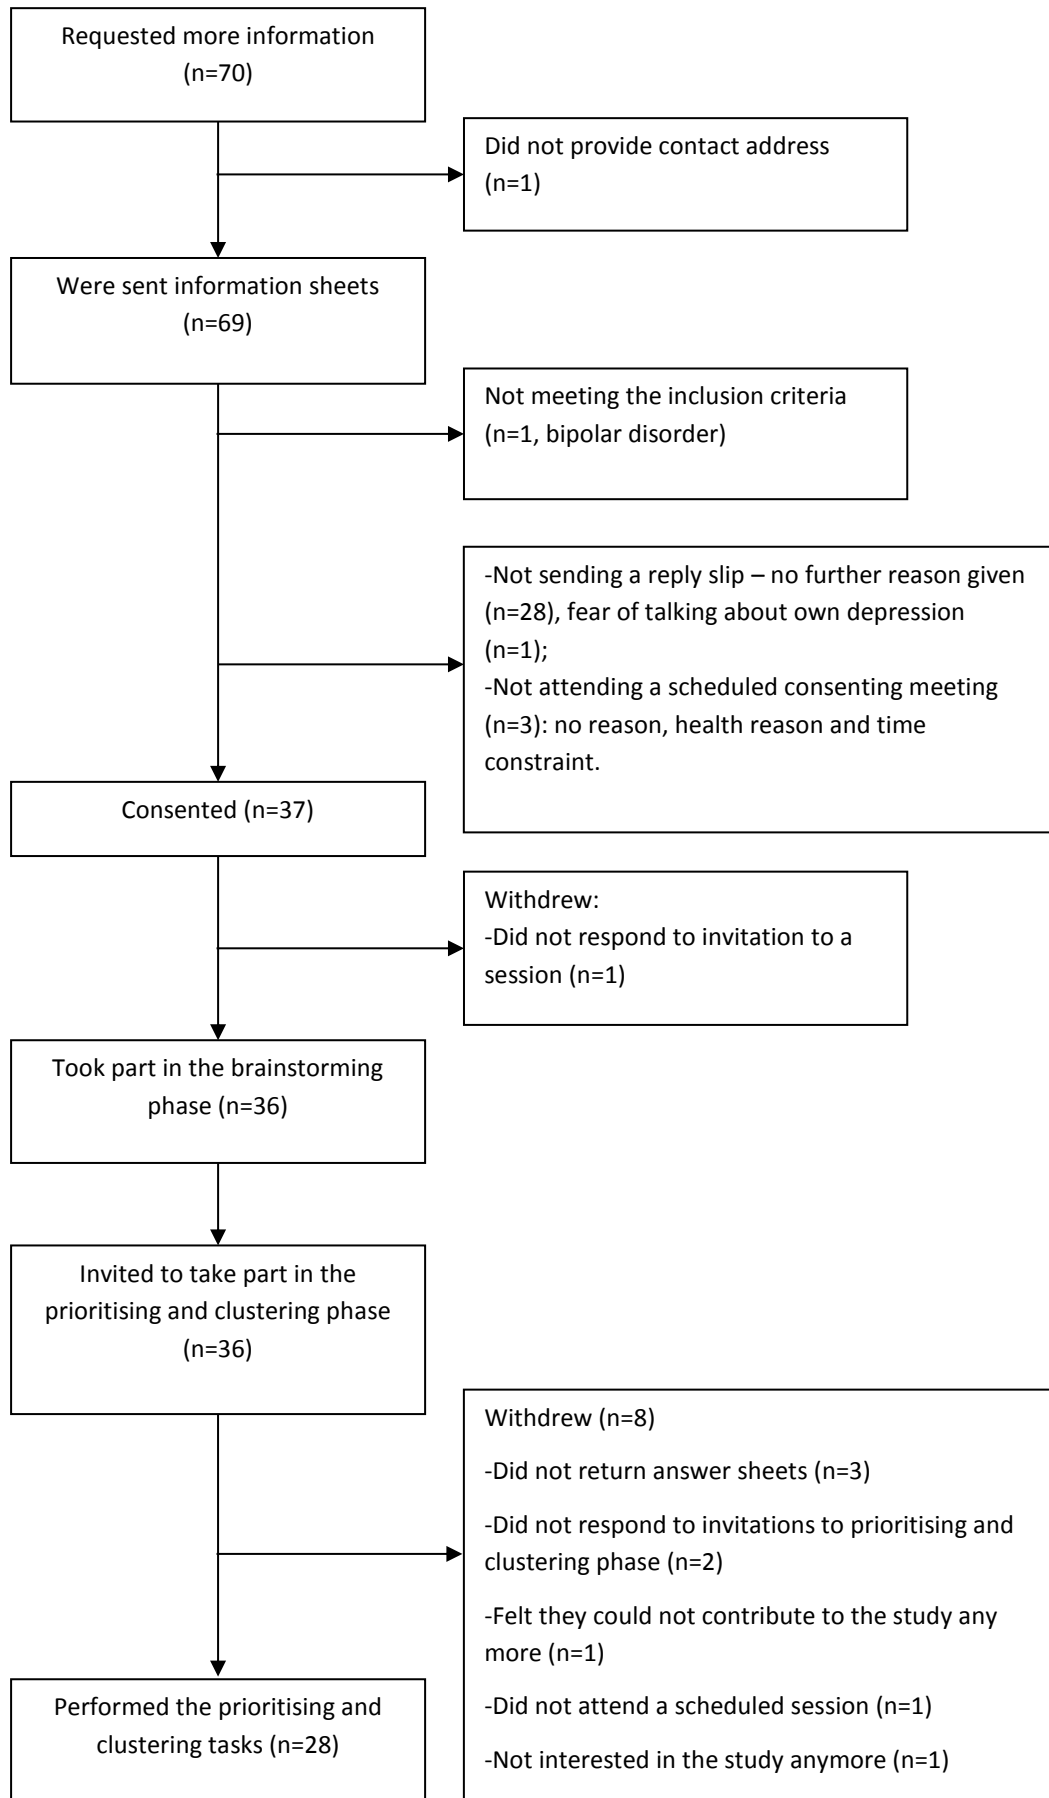 Requested more information
(n=70)
Did not provide contact address
(n=1)
Were sent information sheets
(n=69)
Not meeting the inclusion criteria
(n=1, bipolar disorder)
-Not sending a reply slip – no further reason given
(n=28), fear of talking about own depression
(n=1);
-Not attending a scheduled consenting meeting
(n=3): no reason, health reason and time
constraint.
Consented (n=37)
Withdrew:
-Did not respond to invitation to a
session (n=1)
Took part in the brainstorming
phase (n=36)
Invited to take part in the
prioritising and clustering phase
(n=36)
Withdrew (n=8)
-Did not return answer sheets (n=3)
-Did not respond to invitations to prioritising and
clustering phase (n=2)
-Felt they could not contribute to the study any
more (n=1)
-Did not attend a scheduled session (n=1)
-Not interested in the study anymore (n=1)
Performed the prioritising and
clustering tasks (n=28)